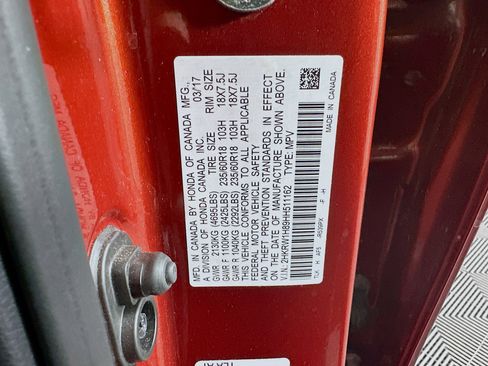 MFD. IN CANADA BY HONDA OF CANADA MFG.,
A DIVISION OF HONDA CANADA INC. 03/17
TIRE SIZE RIM SIZE
GVWR 2130KG (4695LBS)
GAWR F 1100KG (2425LBS) 235/60R18 103H 18X7.5J
GAWR R 1040KG (2292LBS) 235/60R18 103H 18X7.5J
THIS VEHICLE CONFORMS TO ALL APPLICABLE
FEDERAL MOTOR VEHICLE SAFETY
AND THEFT PREVENTION STANDARDS IN EFFECT
ON THE DATE OF MANUFACTURE SHOWN ABOVE.
V.I.N. 2HKRW1H89HH511162 TYPE: MPV
MADE IN CANADA